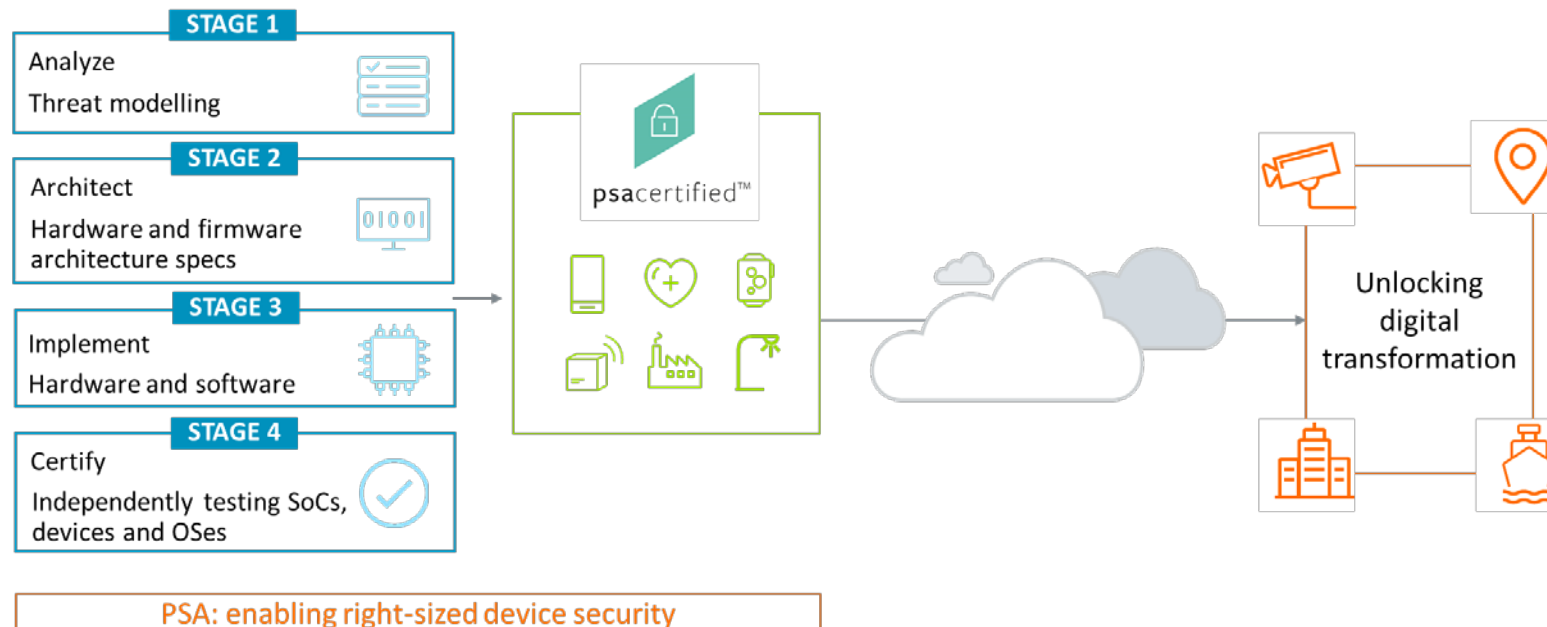 STAGE 1
Analyze
Threat modelling
STAGE 2
Architect
Hardware and firmware
architecture specs
01001
STAGE 3
Implement
Hardware and software
STAGE 4
Certify
Independently testing SoCs,
devices and OSes
psacertified™
Unlocking
digital
transformation
PSA: enabling right-sized device security